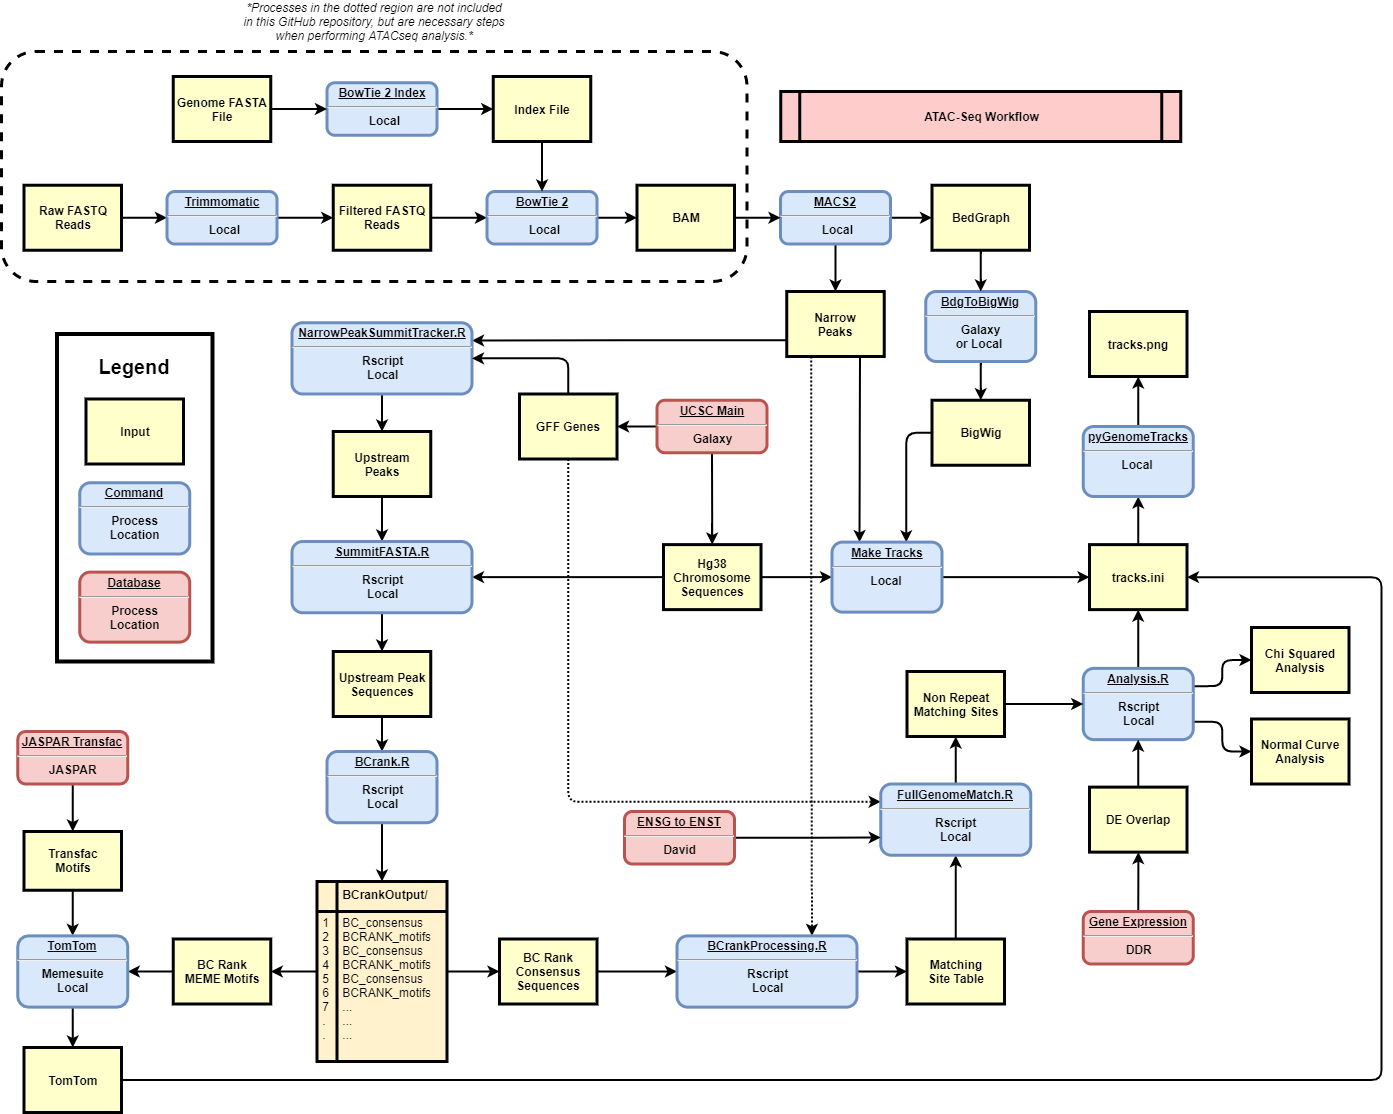 *Processes in the dotted region are not included
in this GitHub repository, but are necessary steps
when performing ATACseq analysis.*
Genome FASTA
File
BowTie 2 Index
Local
Index File
ATAC-Seq Workflow
Raw FASTQ
Reads
Trimmomatic
Local
Filtered FASTQ
Reads
BowTie 2
Local
BAM
MACS2
Local
BedGraph
Narrow
Peaks
BdgToBigWig
Galaxy
or Local
NarrowPeakSummitTracker.R
Rscript
Local
tracks.png
Legend
Input
Command
Process
Location
Database
Process
Location
GFF Genes
UCSC Main
Galaxy
BigWig
pyGenomeTracks
Local
Upstream
Peaks
SummitFASTA.R
Rscript
Local
Hg38
Chromosome
Sequences
Make Tracks
Local
tracks.ini
Upstream Peak
Sequences
Non Repeat
Matching Sites
Analysis.R
Rscript
Local
Chi Squared
Analysis
Normal Curve
Analysis
JASPAR Transfac
JASPAR
BCrank.R
Rscript
Local
ENSG to ENST
David
FullGenomeMatch.R
Rscript
Local
DE Overlap
Transfac
Motifs
BCrankOutput/
1 BC_consensus
2 BCRANK_motifs
3 BC_consensus
4 BCRANK_motifs
5 BC_consensus
6 BCRANK_motifs
7 ...
. ...
. ...
Gene Expression
DDR
TomTom
Memesuite
Local
BC Rank
MEME Motifs
BC Rank
Consensus
Sequences
BCrankProcessing.R
Rscript
Local
Matching
Site Table
TomTom